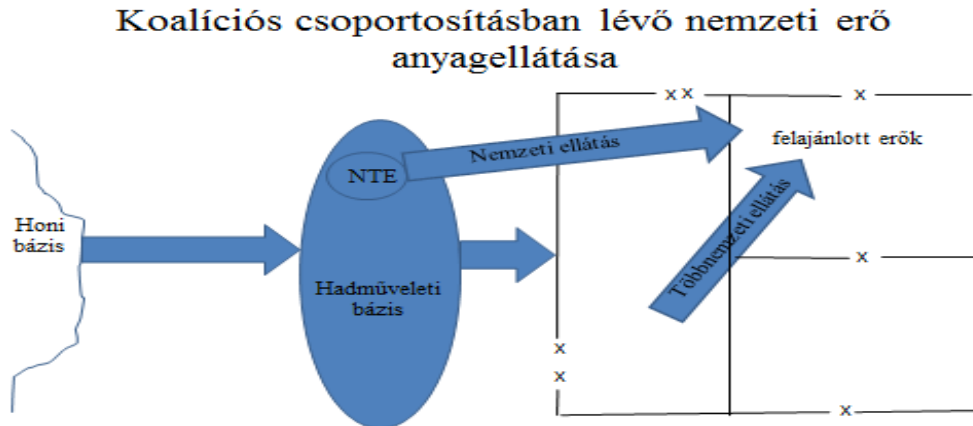 Koalíciós csoportosításban lévő nemzeti erő
anyagellátása
x x
x
felajánlott erők
Nemzeti ellátás
NTE
Honi
bázis
Többnemzeti ellátás
x
Hadműveleti
bázis
x
x
x